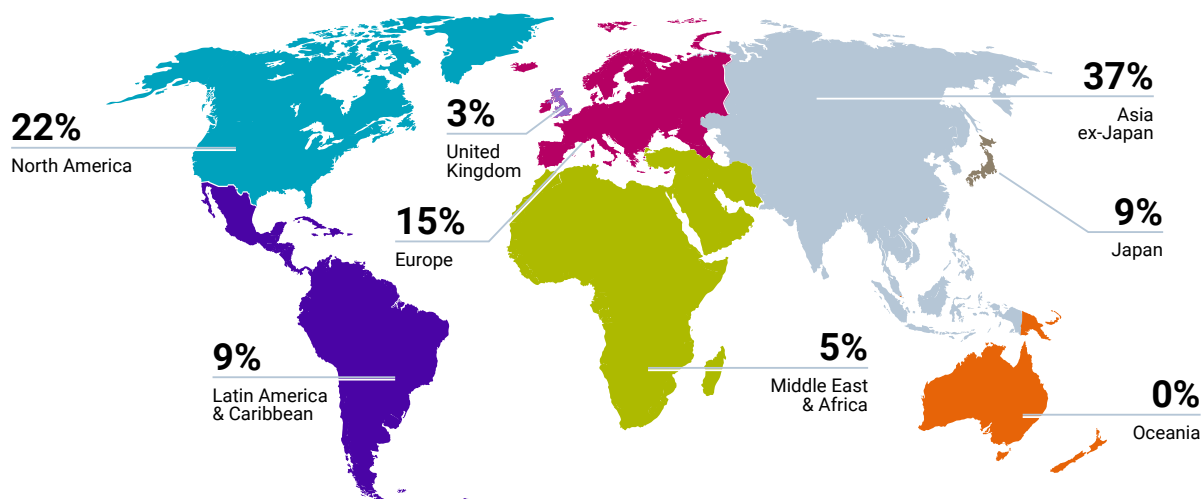 22%
North America
3%
United
Kingdom
15%
Europe
37%
Asia
ex-Japan
9%
Japan
9%
Latin America
& Caribbean
5%
Middle East
& Africa
0%
Oceania